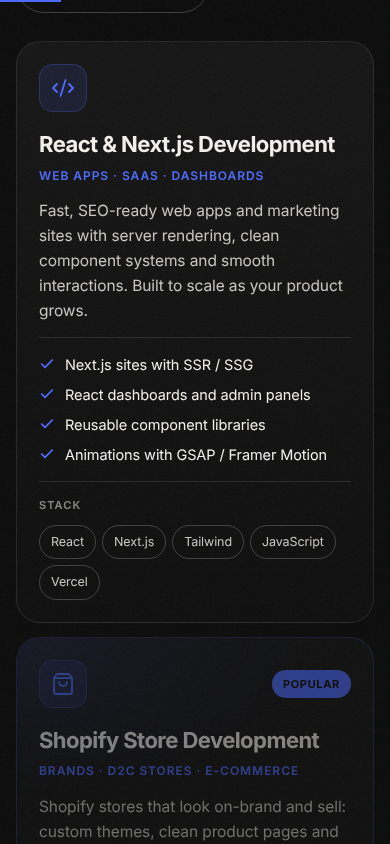 React & Next.js Development
WEB APPS · SAAS · DASHBOARDS
Fast, SEO-ready web apps and marketing
sites with server rendering, clean
component systems and smooth
interactions. Built to scale as your product
grows.
Next.js sites with SSR / SSG
React dashboards and admin panels
Reusable component libraries
Animations with GSAP / Framer Motion
STACK
React Next.js Tailwind JavaScript
Vercel
POPULAR
Shopify Store Development
BRANDS · D2C STORES · E-COMMERCE
Shopify stores that look on-brand and sell:
custom themes, clean product pages and